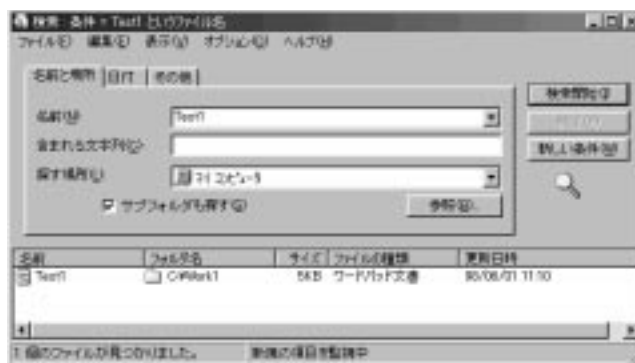 検索: 条件 = Test1 というファイル名
ファイル(F) 編集(E) 表示(V) オプション(O) ヘルプ(H)
名前と場所 日付 その他
名前(N) Test1
含まれる文字列(C)
探す場所(L) マイ コンピュータ
サブフォルダも探す(S)
参照(B)...
検索開始(I)
新しい条件(W)
名前 フォルダ名 サイズ ファイルの種類 更新日時
Test1 C:¥Work1 5KB ワードパッド文書 98/06/01 11:10
1 個のファイルが見つかりました。 新規の項目を監視中